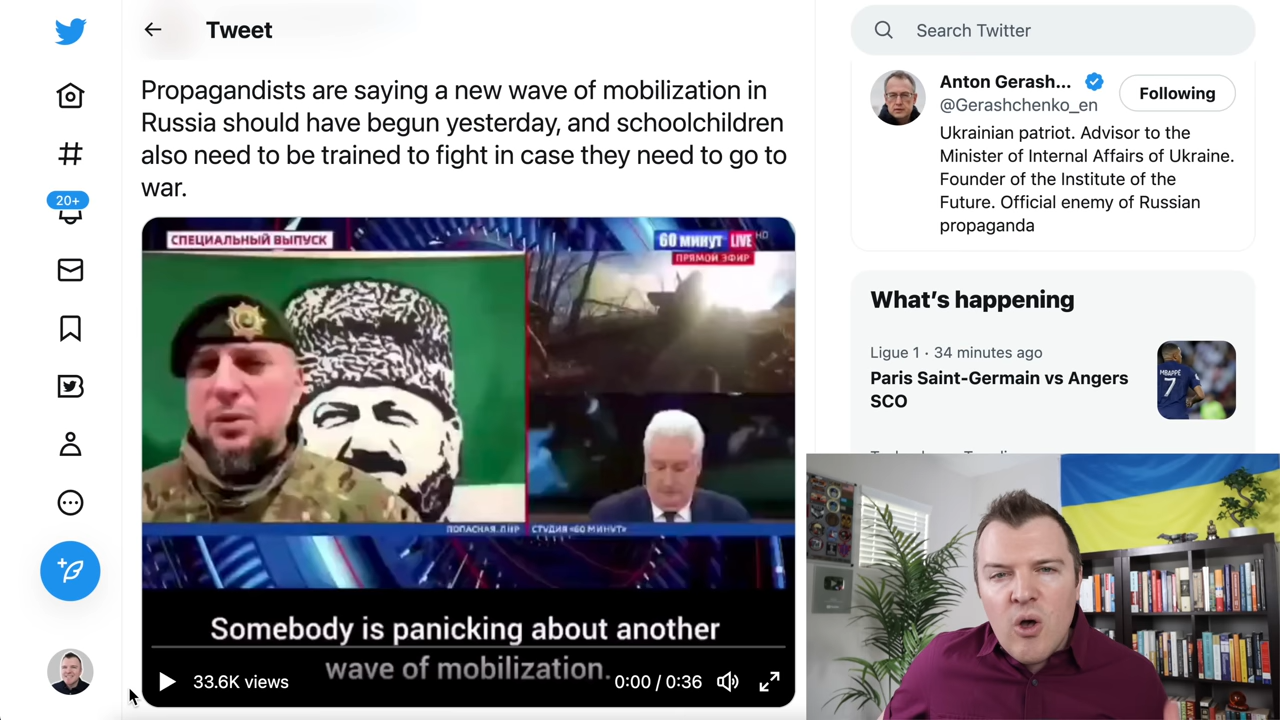 Tweet
Propagandists are saying a new wave of mobilization in
Russia should have begun yesterday, and schoolchildren
also need to be trained to fight in case they need to go to
war.
20+
СПЕЦИАЛЬНЫЙ ВЫПУСК
60 МИНУТ LIVE HD
ПРЯМОЙ ЭФИР
ПОПАСНАЯ. ЛНР
СТУДИЯ «60 МИНУТ»
Somebody is panicking about another
wave of mobilization.
33.6K views
0:00 / 0:36
Search Twitter
Anton Gerash...
@Gerashchenko_en
Following
Ukrainian patriot. Advisor to the
Minister of Internal Affairs of Ukraine.
Founder of the Institute of the
Future. Official enemy of Russian
propaganda
What's happening
Ligue 1 · 34 minutes ago
Paris Saint-Germain vs Angers
SCO
MBAPPÉ
7